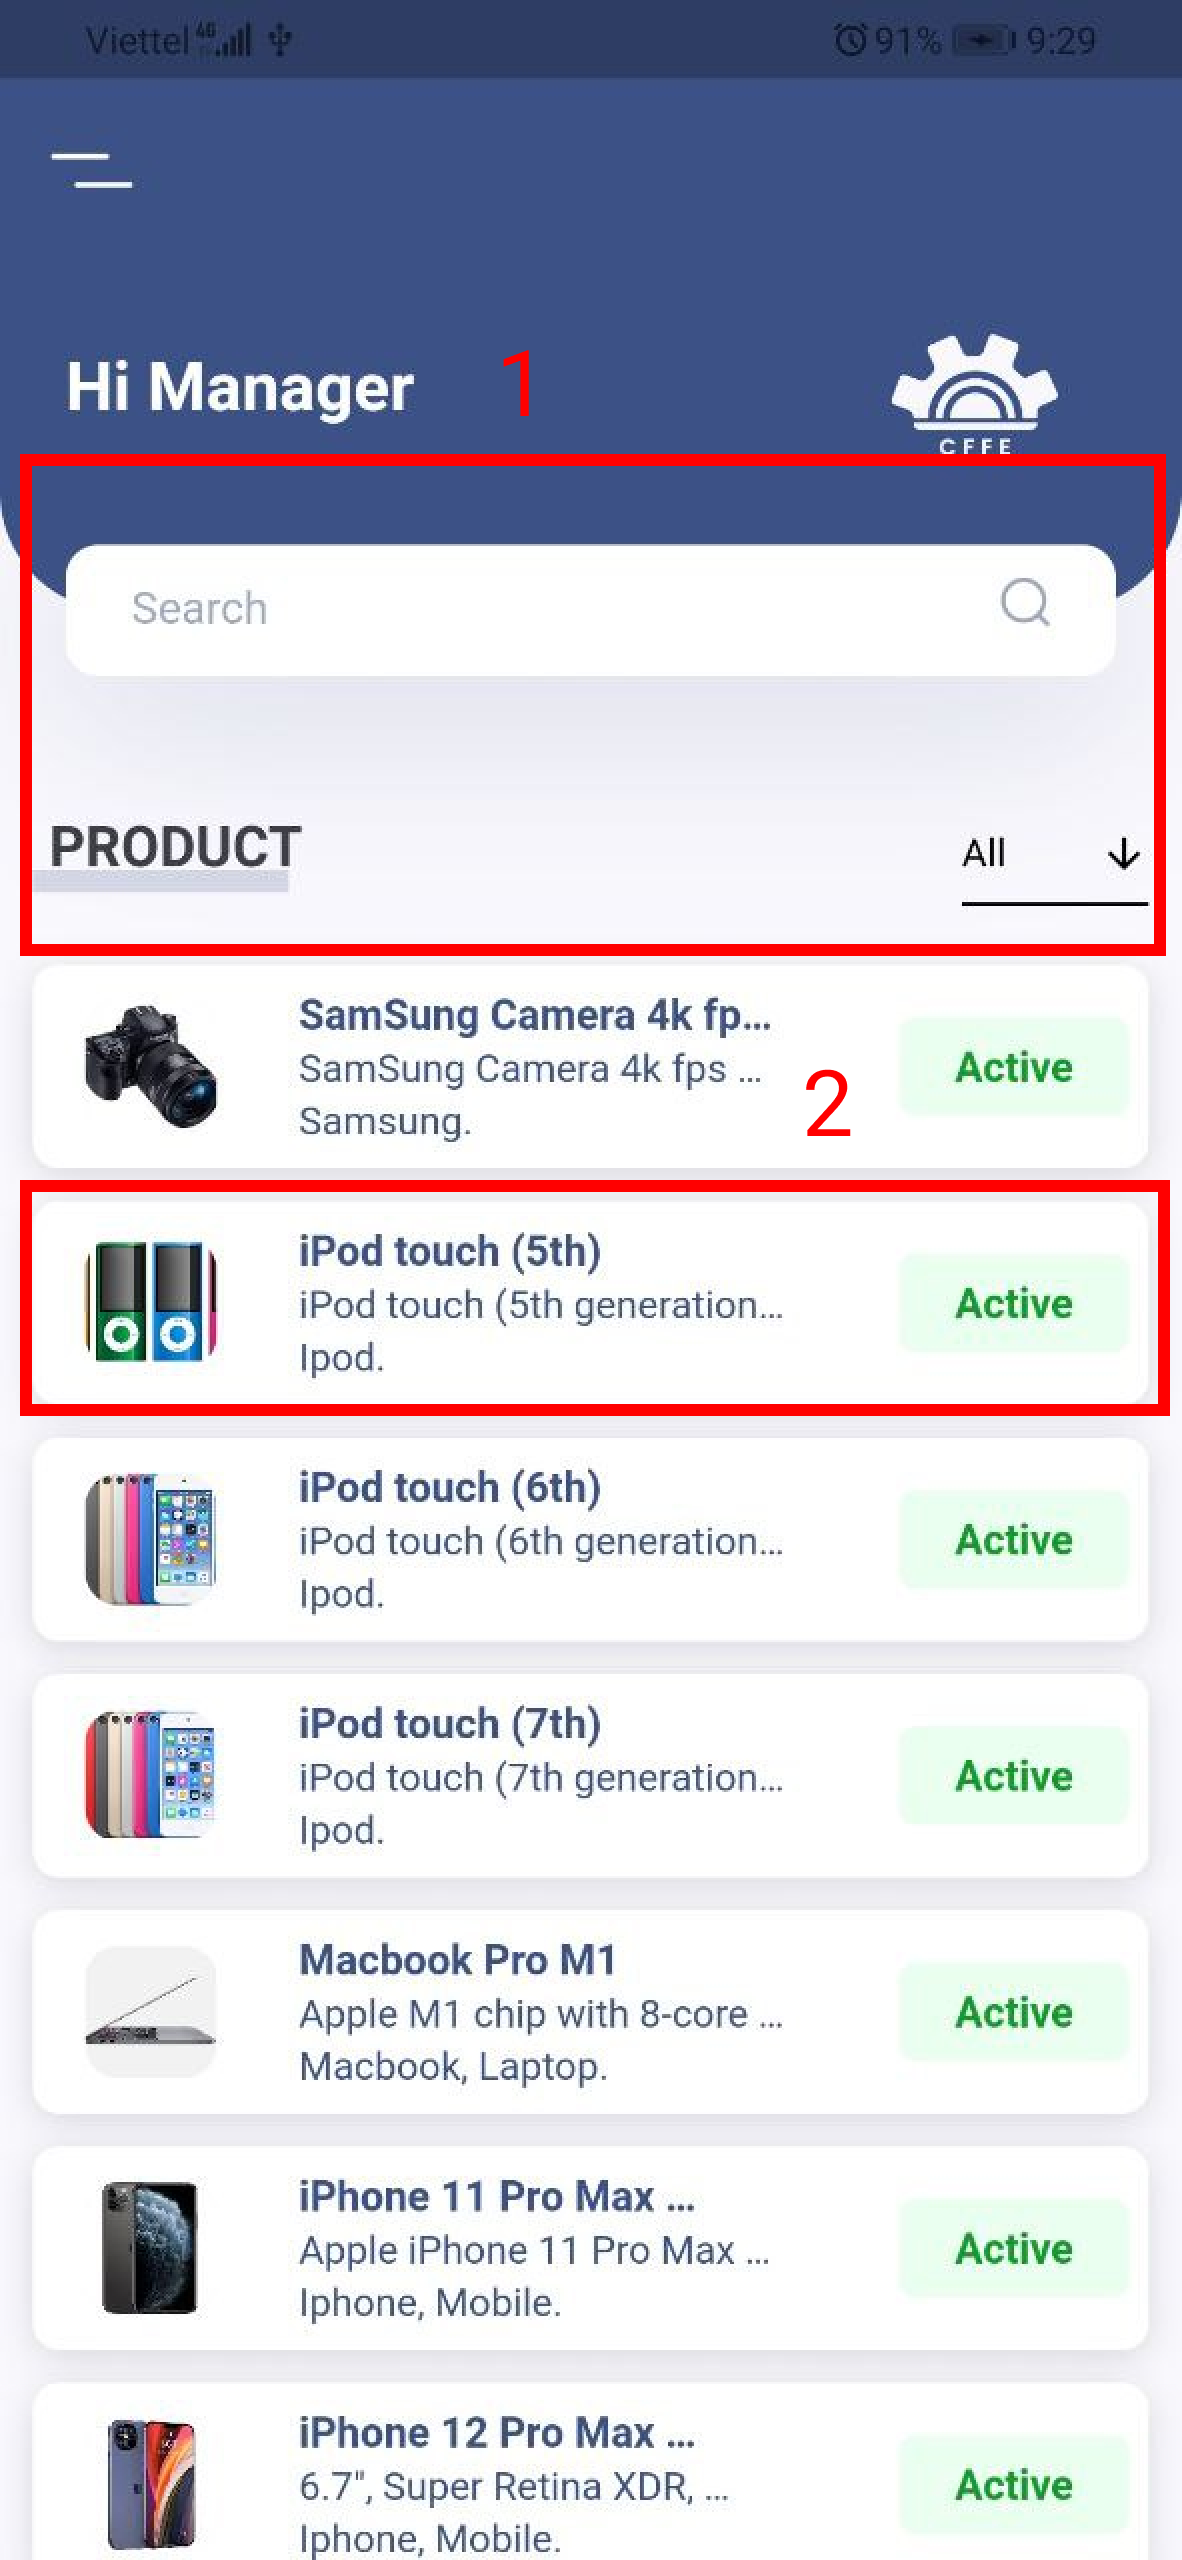 Viettel 4G 91% 9:29
Hi Manager 1
CFFE
Search
PRODUCT
All
SamSung Camera 4k fp...
SamSung Camera 4k fps ...
Samsung.
Active
2
iPod touch (5th)
iPod touch (5th generation...
Ipod.
Active
iPod touch (6th)
iPod touch (6th generation...
Ipod.
Active
iPod touch (7th)
iPod touch (7th generation...
Ipod.
Active
Macbook Pro M1
Apple M1 chip with 8-core ...
Macbook, Laptop.
Active
iPhone 11 Pro Max ...
Apple iPhone 11 Pro Max ...
Iphone, Mobile.
Active
iPhone 12 Pro Max ...
6.7", Super Retina XDR, ...
Iphone, Mobile.
Active